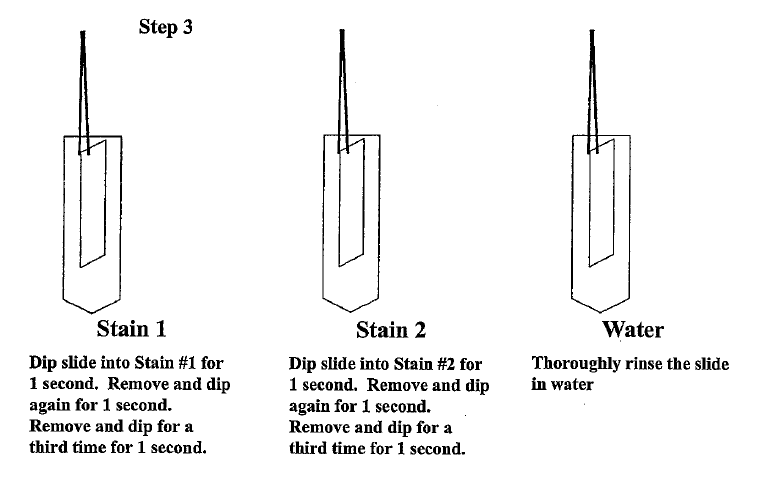 Step 3
Stain 1
Dip slide into Stain #1 for
1 second. Remove and dip
again for 1 second.
Remove and dip for a
third time for 1 second.
Stain 2
Dip slide into Stain #2 for
1 second. Remove and dip
again for 1 second.
Remove and dip for a
third time for 1 second.
Water
Thoroughly rinse the slide
in water